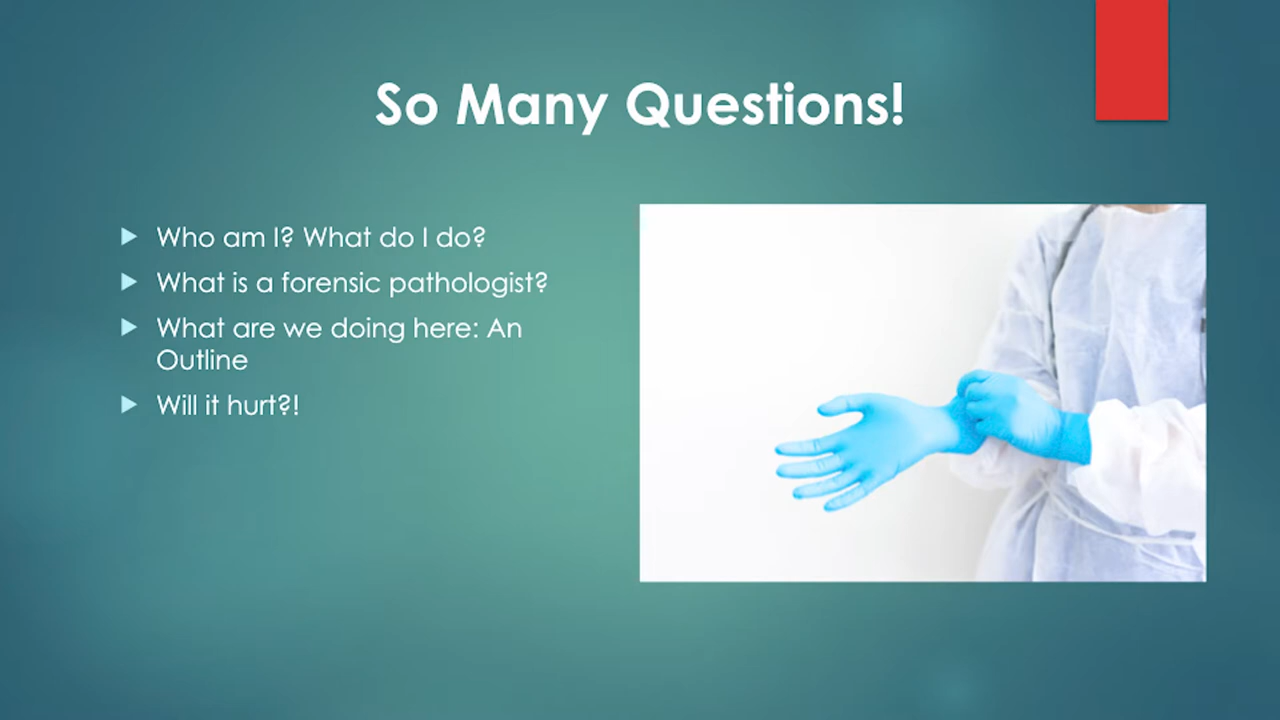 So Many Questions!
Who am I? What do I do?
What is a forensic pathologist?
What are we doing here: An
Outline
Will it hurt?!